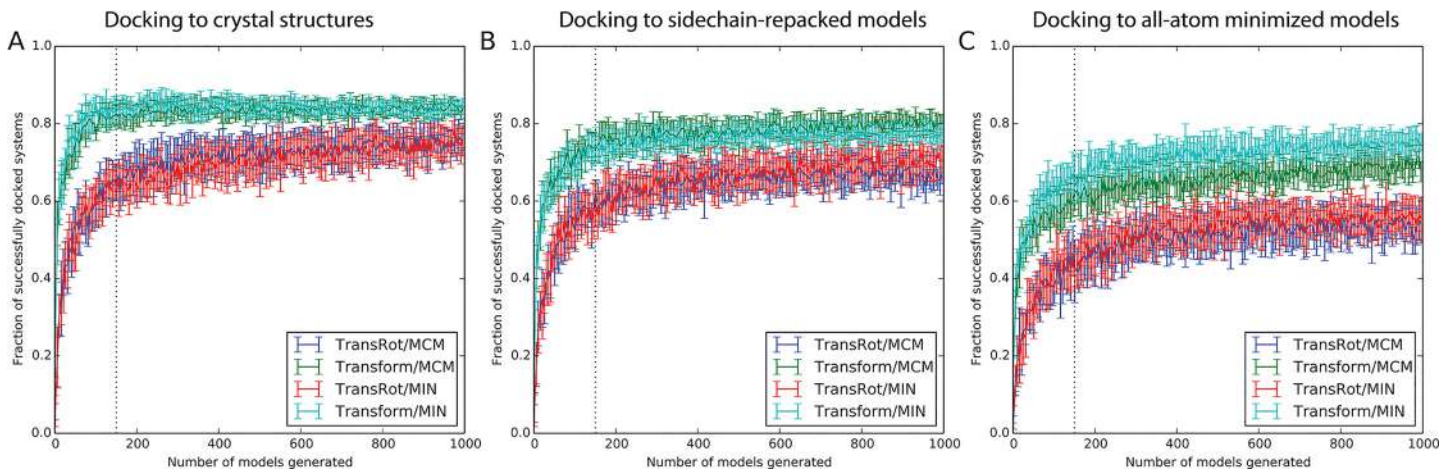 Docking to crystal structures
Docking to sidechain-repacked models
Docking to all-atom minimized models
A
1.0
0.8
0.6
0.4
0.2
0.0
Fraction of successfully docked systems
0
200
400
600
800
1000
Number of models generated
TransRot/MCM
Transform/MCM
TransRot/MIN
Transform/MIN
B
1.0
0.8
0.6
0.4
0.2
0.0
Fraction of successfully docked systems
0
200
400
600
800
1000
Number of models generated
TransRot/MCM
Transform/MCM
TransRot/MIN
Transform/MIN
C
1.0
0.8
0.6
0.4
0.2
0.0
Fraction of successfully docked systems
0
200
400
600
800
1000
Number of models generated
TransRot/MCM
Transform/MCM
TransRot/MIN
Transform/MIN